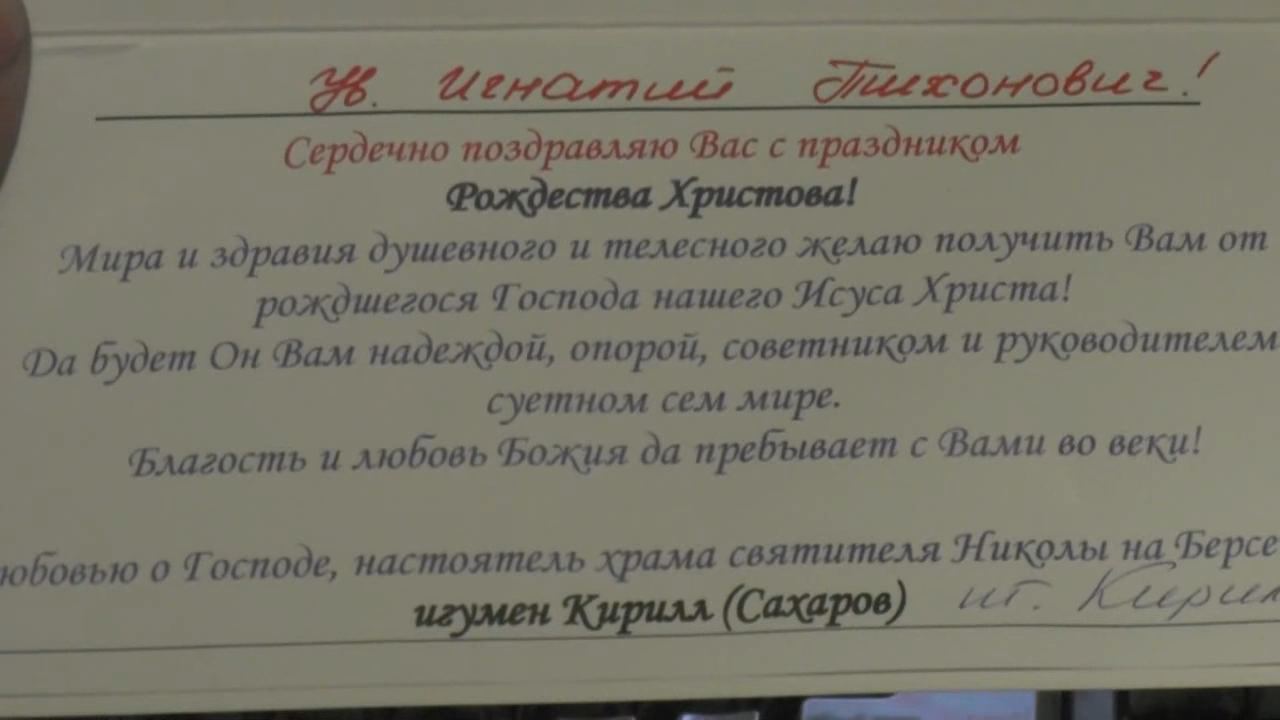 Ув. Игнатий Тихонович!
Сердечно поздравляю Вас с праздником
Рождества Христова!
Мира и здравия душевного и телесного желаю получить Вам от
рождшегося Господа нашего Исуса Христа!
Да будет Он Вам надеждой, опорой, советником и руководителем
суетном сем мире.
Благость и любовь Божия да пребывает с Вами во веки!
юбовью о Господе, настоятель храма святителя Николы на Берсе
игумен Кирилл (Сахаров) иг. Кирил